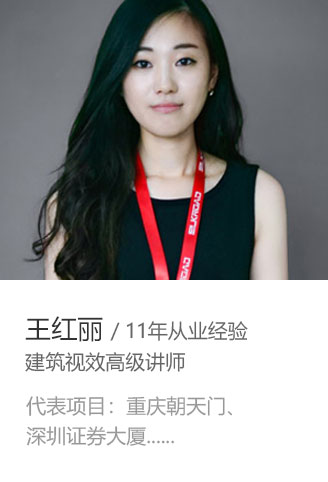 SILKROAD
王红丽 / 11年从业经验
建筑视效高级讲师
代表项目：重庆朝天门、
深圳证券大厦......